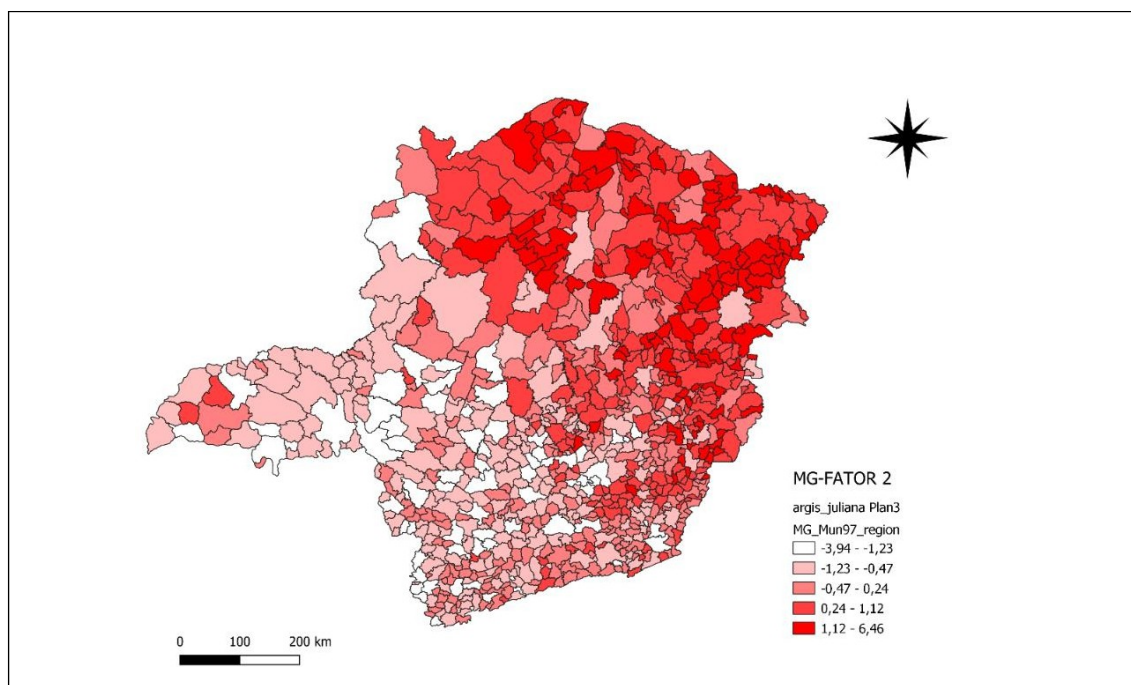 MG-FATOR 2
argis_juliana Plan3
MG_Mun97_region
-3,94 - -1,23
-1,23 - -0,47
-0,47 - 0,24
0,24 - 1,12
1,12 - 6,46
0 100 200 km